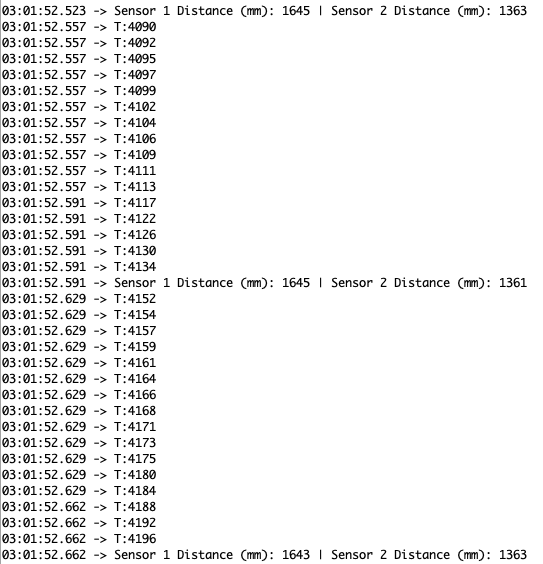 03:01:52.523 -> Sensor 1 Distance (mm): 1645 | Sensor 2 Distance (mm): 1363
03:01:52.557 -> T:4090
03:01:52.557 -> T:4092
03:01:52.557 -> T:4095
03:01:52.557 -> T:4097
03:01:52.557 -> T:4099
03:01:52.557 -> T:4102
03:01:52.557 -> T:4104
03:01:52.557 -> T:4106
03:01:52.557 -> T:4109
03:01:52.557 -> T:4111
03:01:52.557 -> T:4113
03:01:52.591 -> T:4117
03:01:52.591 -> T:4122
03:01:52.591 -> T:4126
03:01:52.591 -> T:4130
03:01:52.591 -> T:4134
03:01:52.591 -> Sensor 1 Distance (mm): 1645 | Sensor 2 Distance (mm): 1361
03:01:52.629 -> T:4152
03:01:52.629 -> T:4154
03:01:52.629 -> T:4157
03:01:52.629 -> T:4159
03:01:52.629 -> T:4161
03:01:52.629 -> T:4164
03:01:52.629 -> T:4166
03:01:52.629 -> T:4168
03:01:52.629 -> T:4171
03:01:52.629 -> T:4173
03:01:52.629 -> T:4175
03:01:52.629 -> T:4180
03:01:52.629 -> T:4184
03:01:52.662 -> T:4188
03:01:52.662 -> T:4192
03:01:52.662 -> T:4196
03:01:52.662 -> Sensor 1 Distance (mm): 1643 | Sensor 2 Distance (mm): 1363